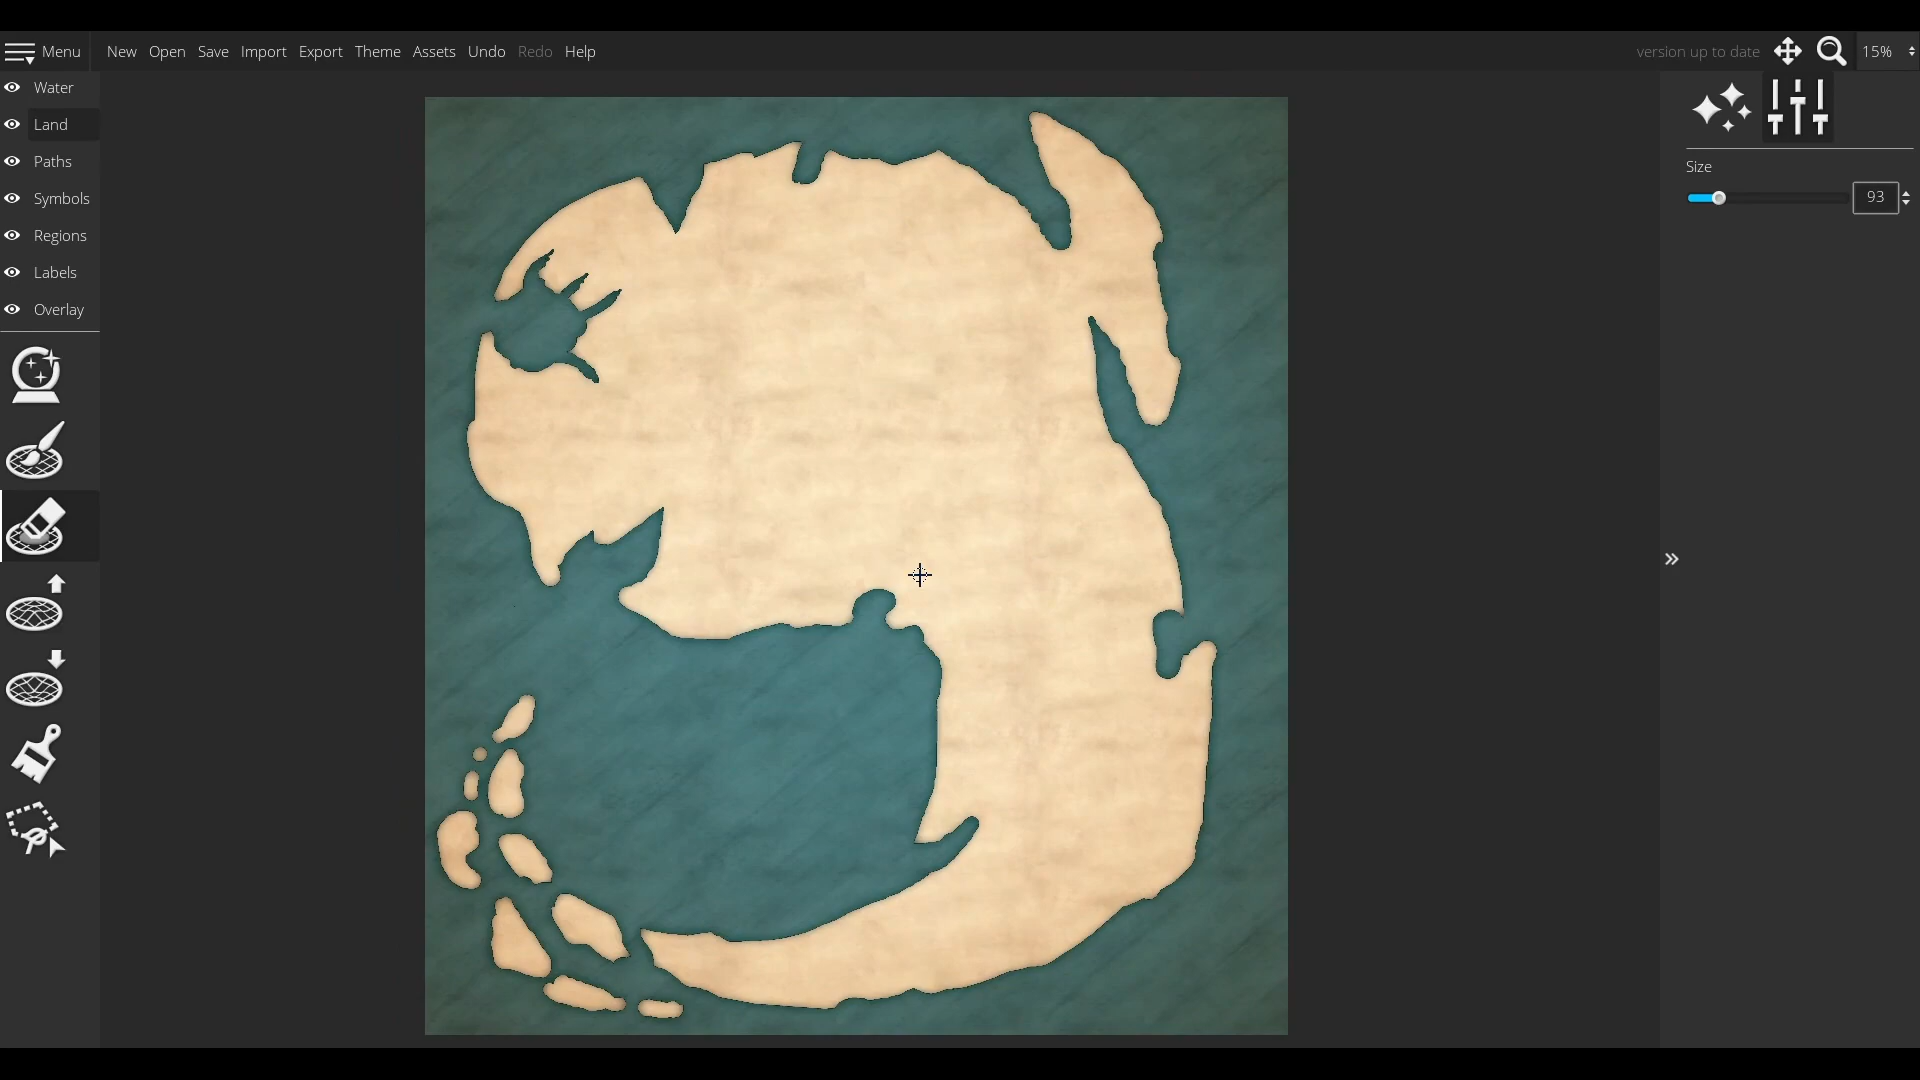 Menu New Open Save Import Export Theme Assets Undo Redo Help version up to date 15%
Water
Land
Paths
Symbols
Regions
Labels
Overlay
Size
93